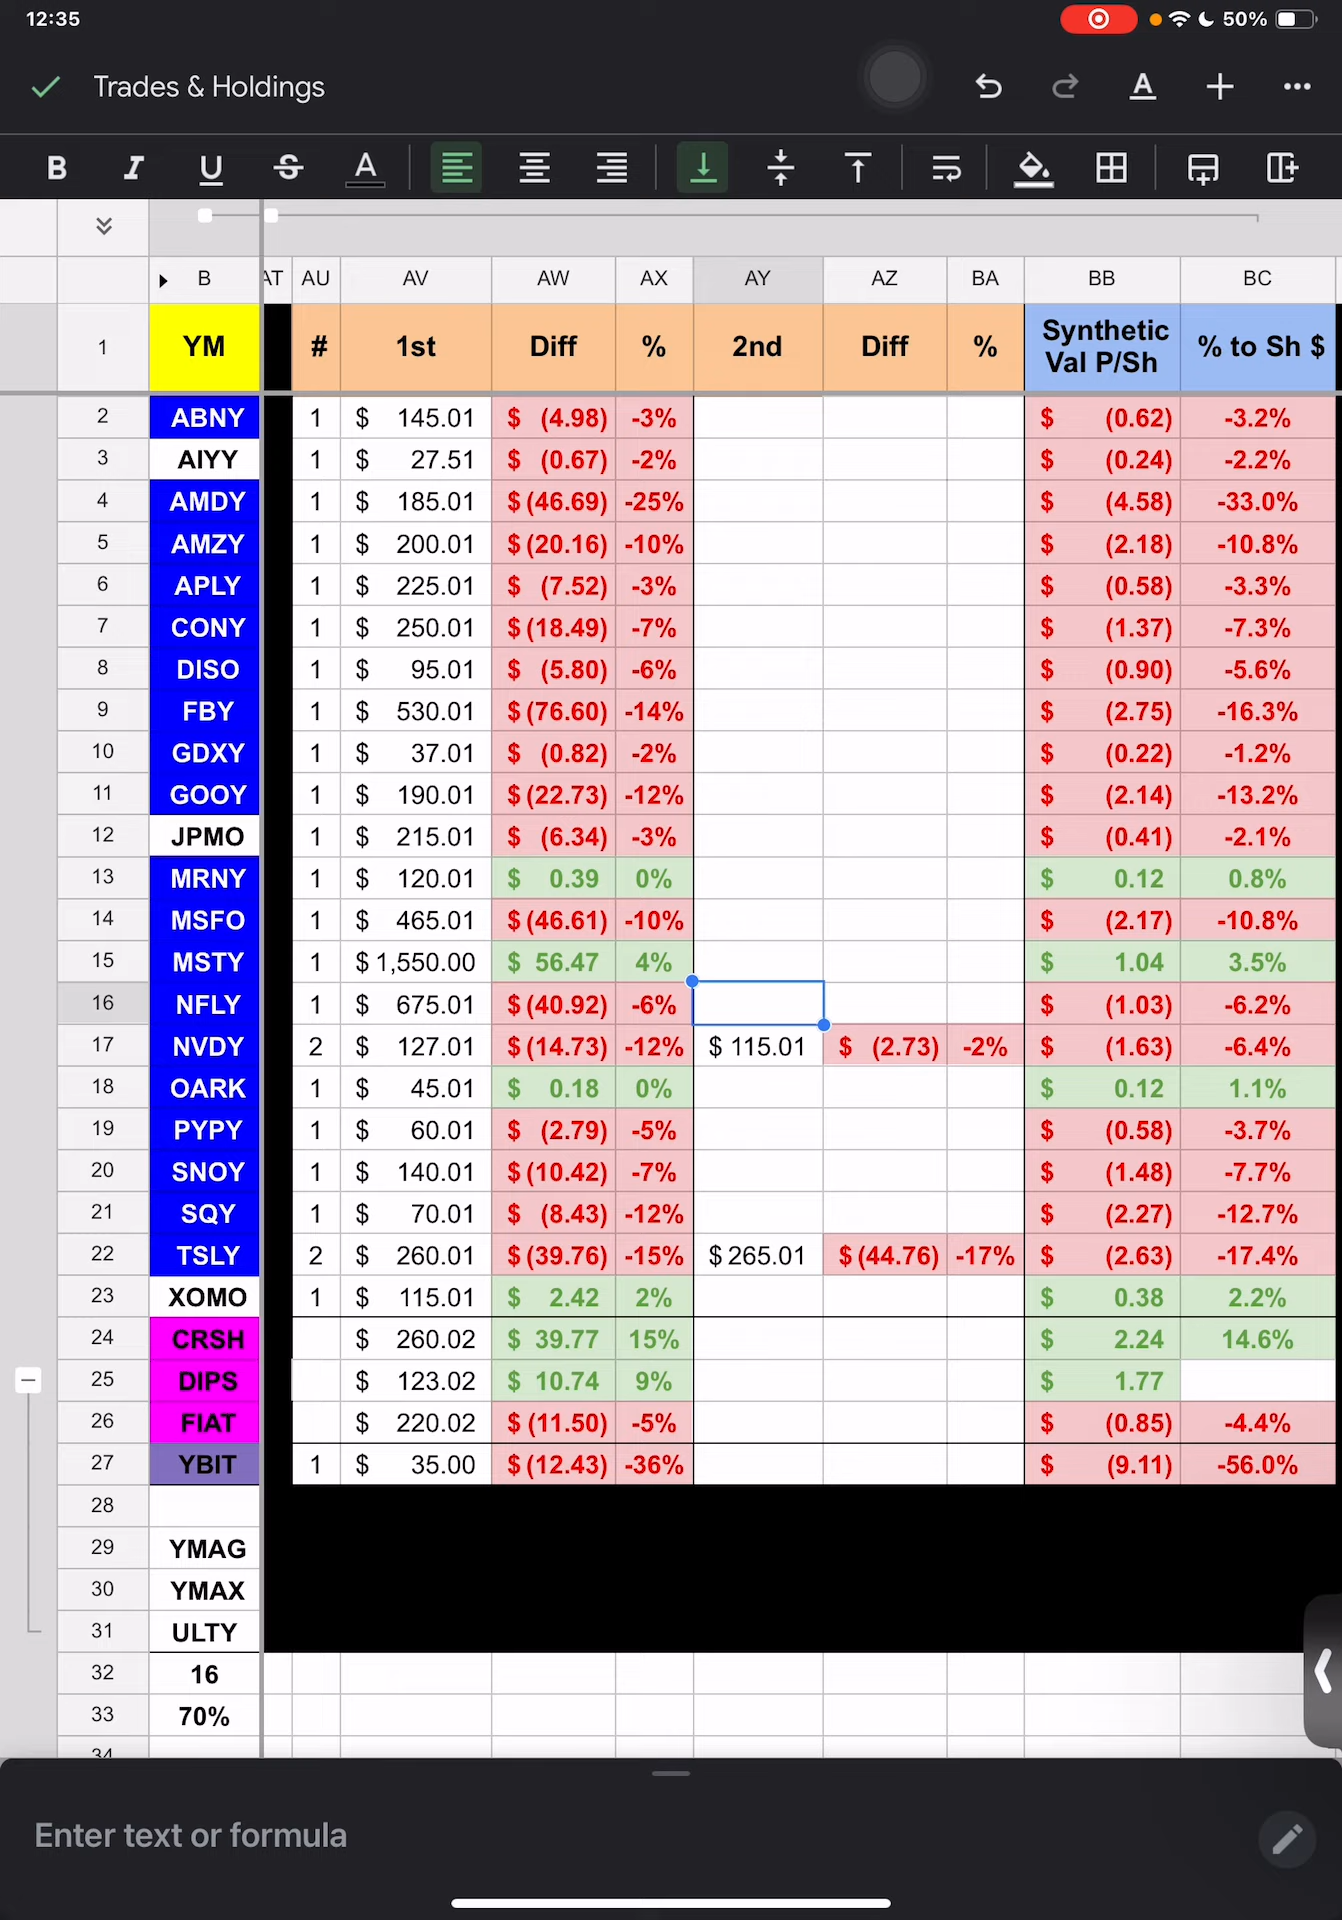 12:35 50%
Trades & Holdings A
B I U S A
B AT AU AV AW AX AY AZ BA BB BC
1 YM # 1st Diff % 2nd Diff % Synthetic Val P/Sh % to Sh $
2 ABNY 1 $ 145.01 $ (4.98) -3% $ (0.62) -3.2%
3 AIYY 1 $ 27.51 $ (0.67) -2% $ (0.24) -2.2%
4 AMDY 1 $ 185.01 $ (46.69) -25% $ (4.58) -33.0%
5 AMZY 1 $ 200.01 $ (20.16) -10% $ (2.18) -10.8%
6 APLY 1 $ 225.01 $ (7.52) -3% $ (0.58) -3.3%
7 CONY 1 $ 250.01 $ (18.49) -7% $ (1.37) -7.3%
8 DISO 1 $ 95.01 $ (5.80) -6% $ (0.90) -5.6%
9 FBY 1 $ 530.01 $ (76.60) -14% $ (2.75) -16.3%
10 GDXY 1 $ 37.01 $ (0.82) -2% $ (0.22) -1.2%
11 GOOY 1 $ 190.01 $ (22.73) -12% $ (2.14) -13.2%
12 JPMO 1 $ 215.01 $ (6.34) -3% $ (0.41) -2.1%
13 MRNY 1 $ 120.01 $ 0.39 0% $ 0.12 0.8%
14 MSFO 1 $ 465.01 $ (46.61) -10% $ (2.17) -10.8%
15 MSTY 1 $ 1,550.00 $ 56.47 4% $ 1.04 3.5%
16 NFLY 1 $ 675.01 $ (40.92) -6% $ (1.03) -6.2%
17 NVDY 2 $ 127.01 $ (14.73) -12% $ 115.01 $ (2.73) -2% $ (1.63) -6.4%
18 OARK 1 $ 45.01 $ 0.18 0% $ 0.12 1.1%
19 PYPY 1 $ 60.01 $ (2.79) -5% $ (0.58) -3.7%
20 SNOY 1 $ 140.01 $ (10.42) -7% $ (1.48) -7.7%
21 SQY 1 $ 70.01 $ (8.43) -12% $ (2.27) -12.7%
22 TSLY 2 $ 260.01 $ (39.76) -15% $ 265.01 $ (44.76) -17% $ (2.63) -17.4%
23 XOMO 1 $ 115.01 $ 2.42 2% $ 0.38 2.2%
24 CRSH $ 260.02 $ 39.77 15% $ 2.24 14.6%
25 DIPS $ 123.02 $ 10.74 9% $ 1.77
26 FIAT $ 220.02 $ (11.50) -5% $ (0.85) -4.4%
27 YBIT 1 $ 35.00 $ (12.43) -36% $ (9.11) -56.0%
28
29 YMAG
30 YMAX
31 ULTY
32 16
33 70%
34
Enter text or formula